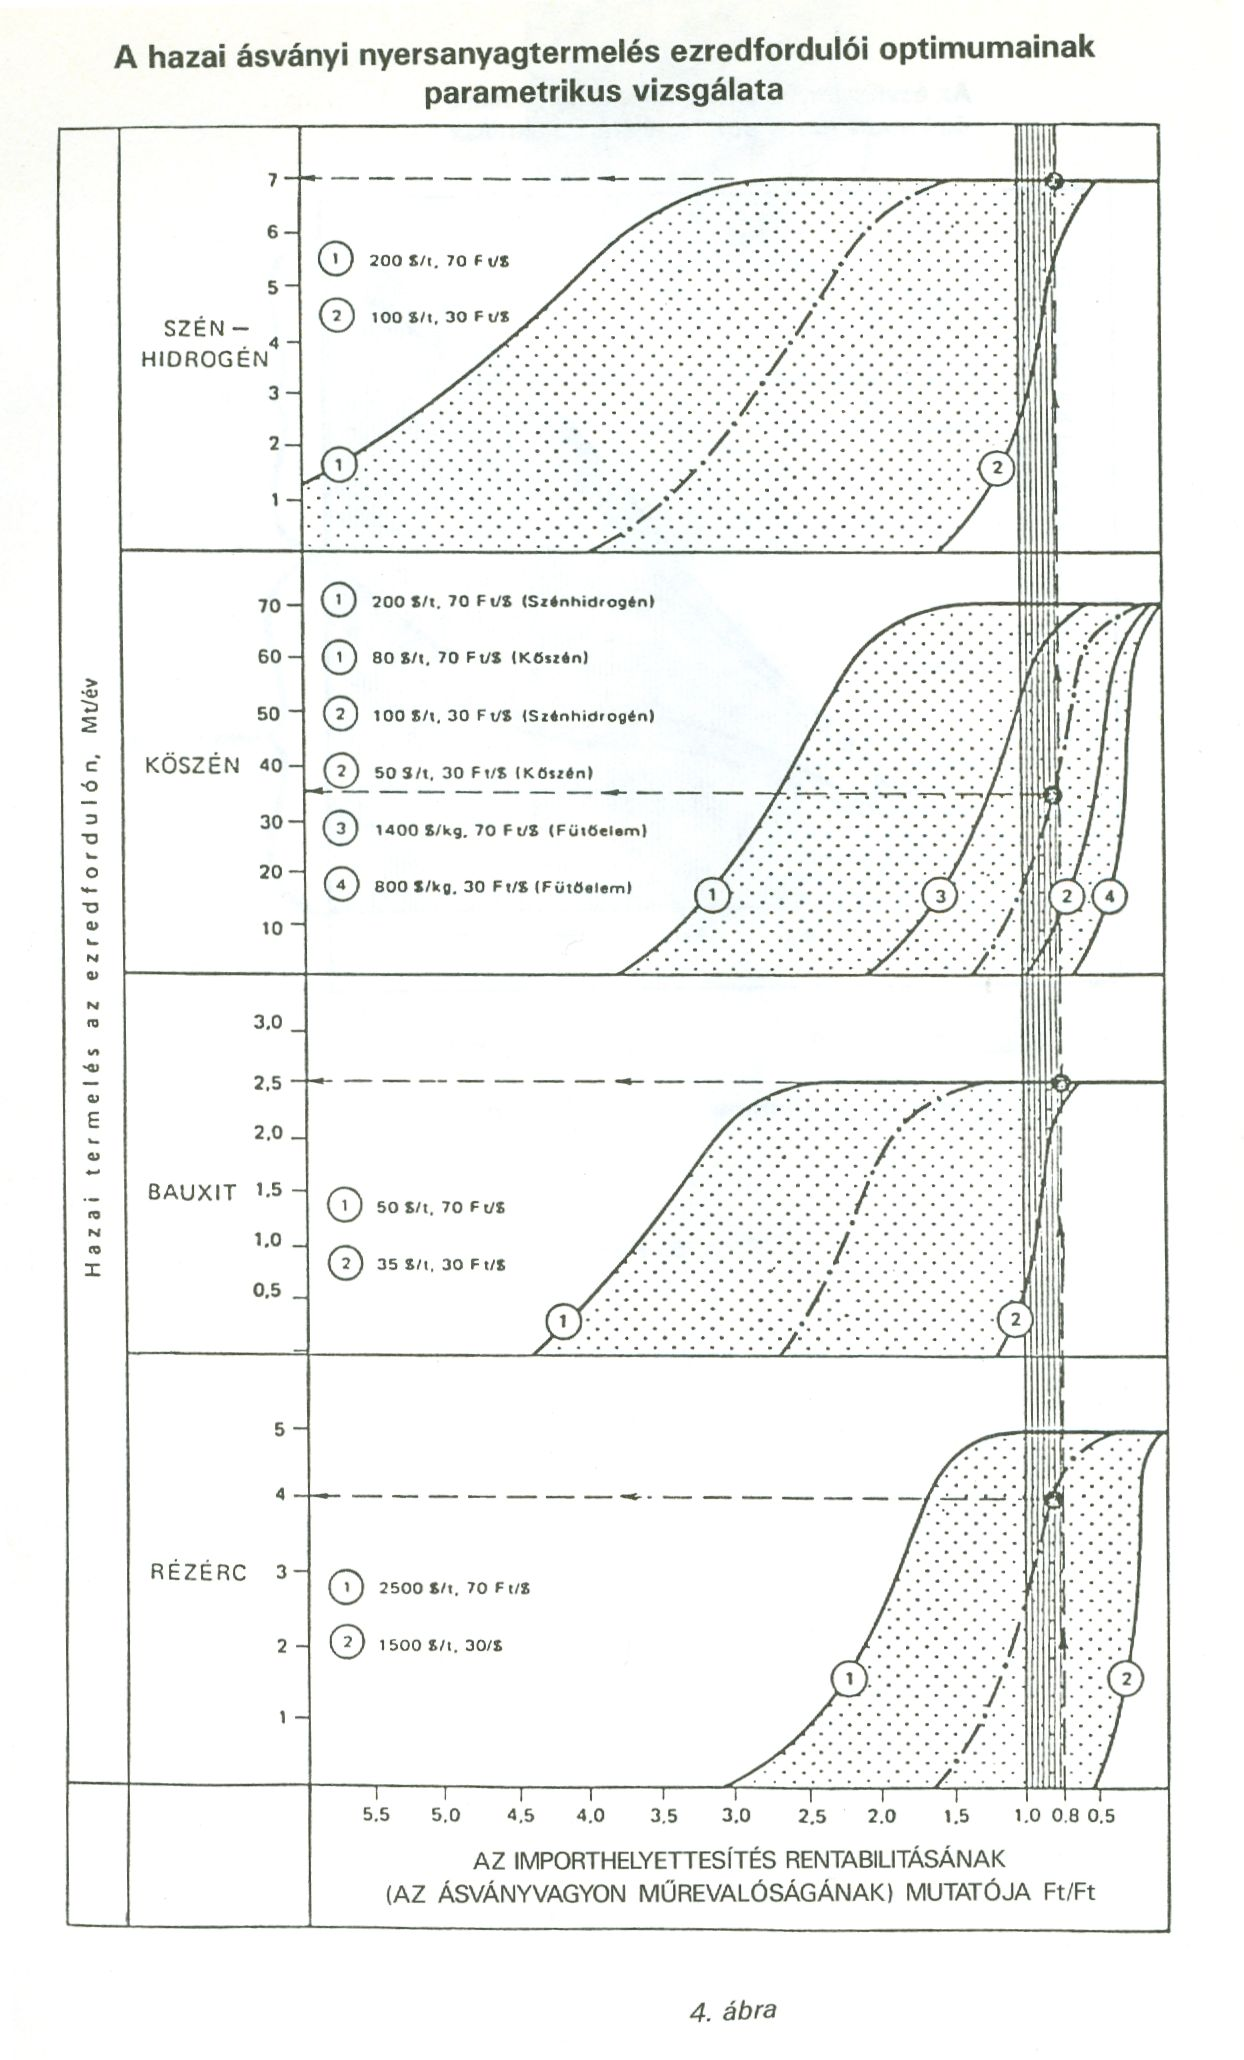 A hazai ásványi nyersanyagtermelés ezredfordulói optimumainak
parametrikus vizsgálata
Hazai termelés az ezredfordulón, Mt/év
SZÉN –
HIDROGÉN
7
6
5
4
3
2
1
1 200 $/t, 70 Ft/$
2 100 $/t, 30 Ft/$
1
2
KŐSZÉN
70
60
50
40
30
20
10
1 200 $/t, 70 Ft/$ (Szénhidrogén)
1 80 $/t, 70 Ft/$ (Kőszén)
2 100 $/t, 30 Ft/$ (Szénhidrogén)
2 50 $/t, 30 Ft/$ (Kőszén)
3 1400 $/kg, 70 Ft/$ (Fűtőelem)
4 800 $/kg, 30 Ft/$ (Fűtőelem)
1
3
2
4
BAUXIT
3,0
2,5
2,0
1,5
1,0
0,5
1 50 $/t, 70 Ft/$
2 35 $/t, 30 Ft/$
1
2
RÉZÉRC
5
4
3
2
1
1 2500 $/t, 70 Ft/$
2 1500 $/t, 30/$
1
2
5,5 5,0 4,5 4,0 3,5 3,0 2,5 2,0 1,5 1,0 0,8 0,5
AZ IMPORTHELYETTESÍTÉS RENTABILITÁSÁNAK
(AZ ÁSVÁNYVAGYON MŰREVALÓSÁGÁNAK) MUTATÓJA Ft/Ft
4. ábra